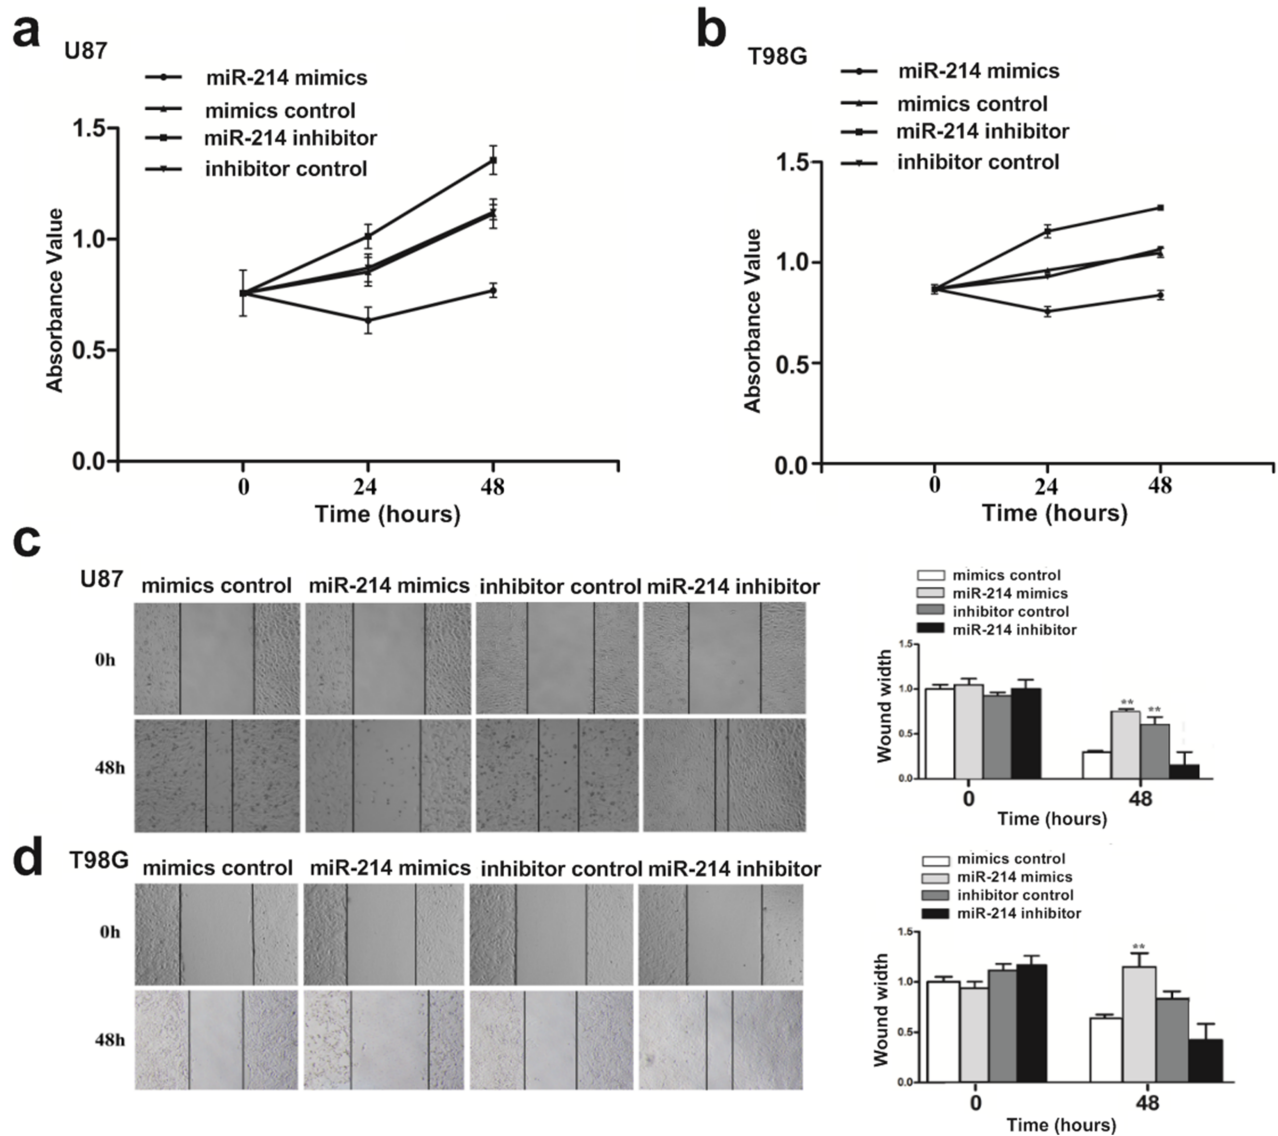 a
U87
miR-214 mimics
mimics control
miR-214 inhibitor
inhibitor control
1.5
1.0
0.5
0.0
Absorbance Value
0 24 48
Time (hours)
b
T98G
miR-214 mimics
mimics control
miR-214 inhibitor
inhibitor control
1.5
1.0
0.5
0.0
Absorbance Value
0 24 48
Time (hours)
c
U87
mimics control miR-214 mimics inhibitor control miR-214 inhibitor
0h
48h
mimics control
miR-214 mimics
inhibitor control
miR-214 inhibitor
1.5
1.0
0.5
0.0
Wound width
** **
0 48
Time (hours)
d
T98G
mimics control miR-214 mimics inhibitor control miR-214 inhibitor
0h
48h
mimics control
miR-214 mimics
inhibitor control
miR-214 inhibitor
1.5
1.0
0.5
0.0
Wound width
**
0 48
Time (hours)